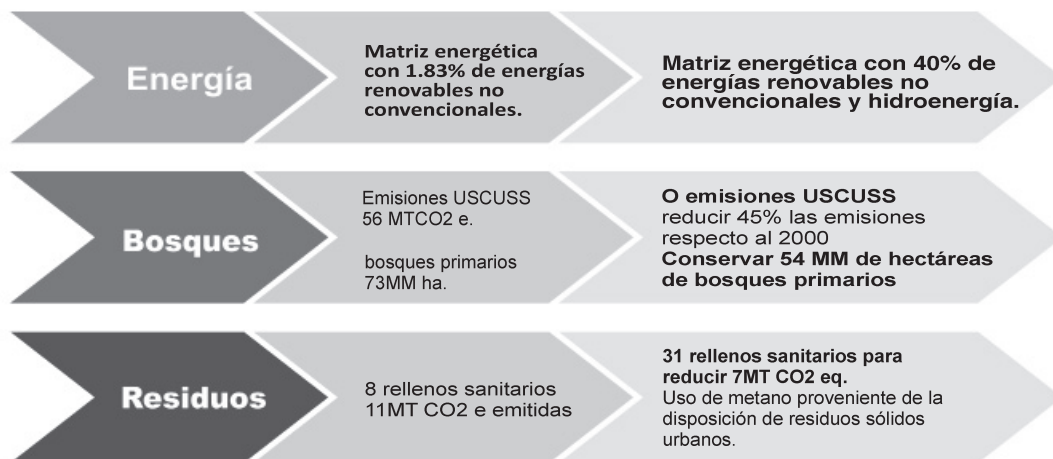 Energía
Matriz energética
con 1.83% de energías
renovables no
convencionales.
Matriz energética con 40% de
energías renovables no
convencionales y hidroenergía.
Bosques
Emisiones USCUSS
56 MTCO2 e.
bosques primarios
73MM ha.
O emisiones USCUSS
reducir 45% las emisiones
respecto al 2000
Conservar 54 MM de hectáreas
de bosques primarios
Residuos
8 rellenos sanitarios
11MT CO2 e emitidas
31 rellenos sanitarios para
reducir 7MT CO2 eq.
Uso de metano proveniente de la
disposición de residuos sólidos
urbanos.